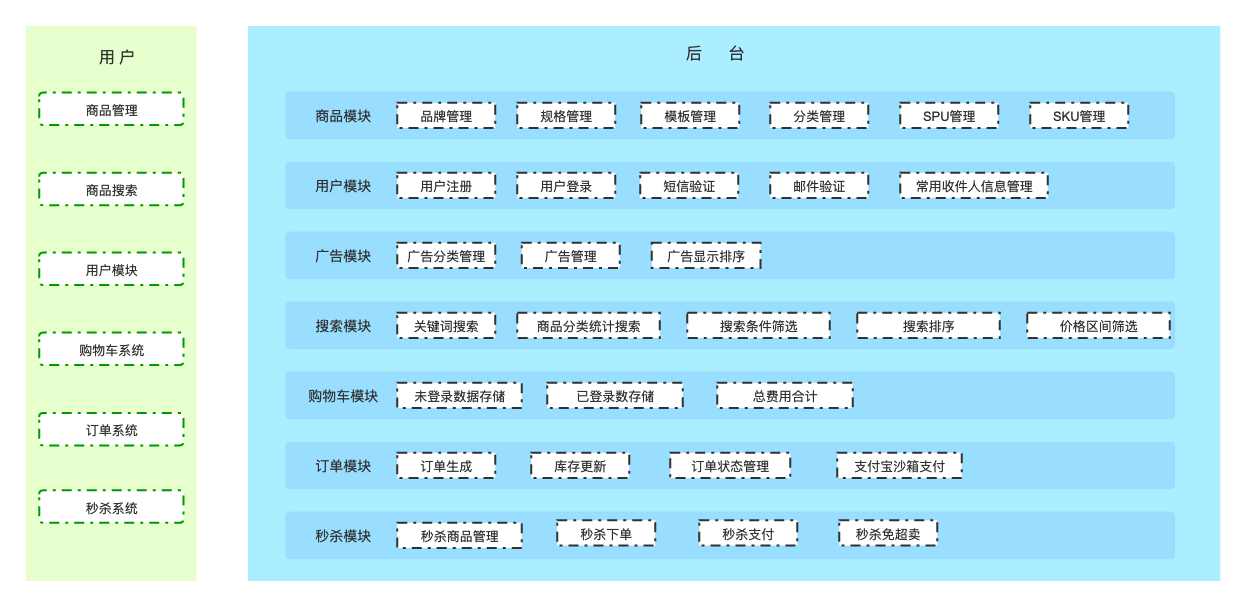 用 户
商品管理
商品搜索
用户模块
购物车系统
订单系统
秒杀系统
后 台
商品模块 品牌管理 规格管理 模板管理 分类管理 SPU管理 SKU管理
用户模块 用户注册 用户登录 短信验证 邮件验证 常用收件人信息管理
广告模块 广告分类管理 广告管理 广告显示排序
搜索模块 关键词搜索 商品分类统计搜索 搜索条件筛选 搜索排序 价格区间筛选
购物车模块 未登录数据存储 已登录数存储 总费用合计
订单模块 订单生成 库存更新 订单状态管理 支付宝沙箱支付
秒杀模块 秒杀商品管理 秒杀下单 秒杀支付 秒杀免超卖